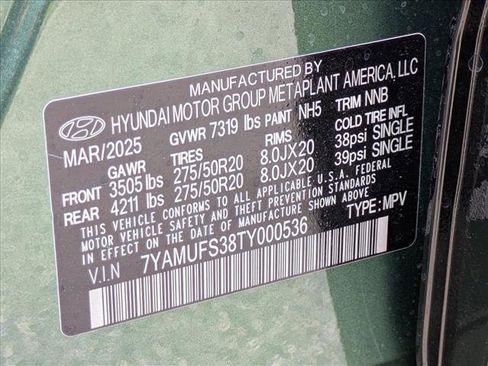 MANUFACTURED BY
HYUNDAI MOTOR GROUP METAPLANT AMERICA, LLC
MAR/2025 GVWR 7319 lbs PAINT NH5 TRIM NNB
GAWR TIRES RIMS COLD TIRE INFL
FRONT 3505 lbs 275/50R20 8.0JX20 38psi SINGLE
REAR 4211 lbs 275/50R20 8.0JX20 39psi SINGLE
THIS VEHICLE CONFORMS TO ALL APPLICABLE U.S.A. FEDERAL
MOTOR VEHICLE SAFETY STANDARDS IN EFFECT ON
THE DATE OF MANUFACTURE SHOWN ABOVE.
V.I.N 7YAMUFS38TY000536 TYPE : MPV